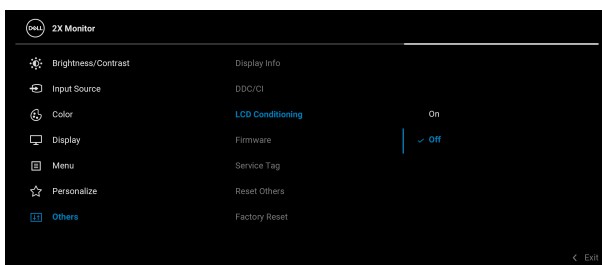 DELL 2X Monitor
Brightness/Contrast Display Info
Input Source DDC/CI
Color LCD Conditioning On
Display Firmware ✓ Off
Menu Service Tag
Personalize Reset Others
Others Factory Reset
< Exit